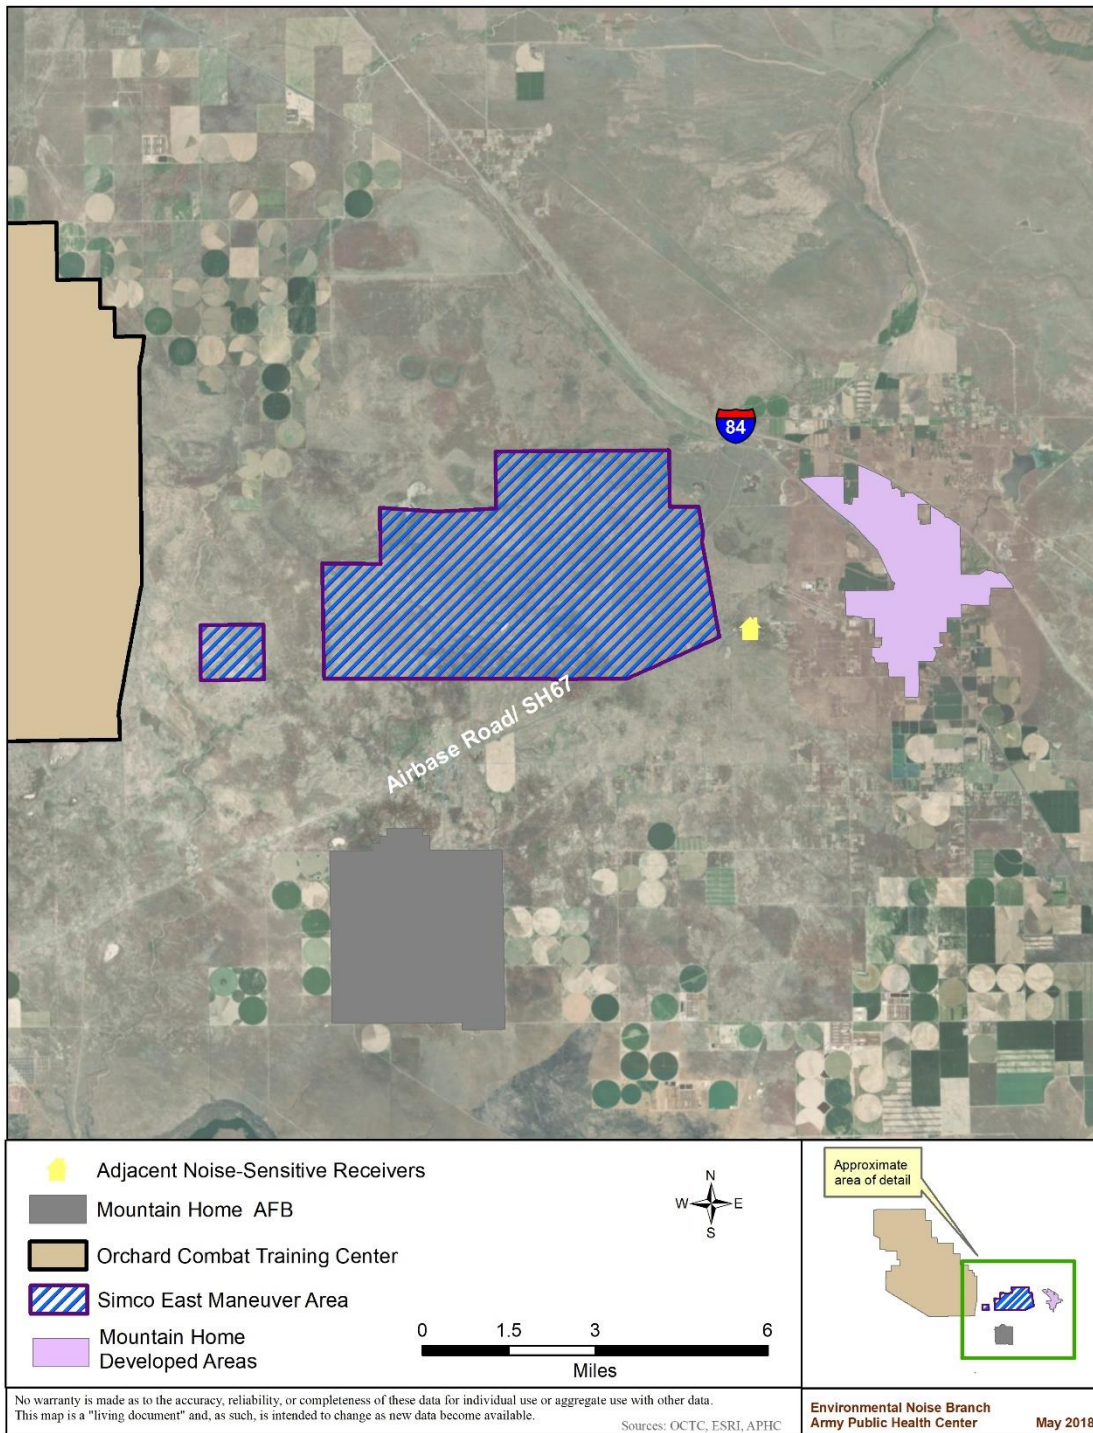 84
Airbase Road/ SH67
Adjacent Noise-Sensitive Receivers
Mountain Home AFB
Orchard Combat Training Center
Simco East Maneuver Area
Mountain Home
Developed Areas
N
W E
S
0 1.5 3 6
Miles
Approximate
area of detail
No warranty is made as to the accuracy, reliability, or completeness of these data for individual use or aggregate use with other data.
This map is a "living document" and, as such, is intended to change as new data become available.
Sources: OCTC, ESRI, APHC
Environmental Noise Branch
Army Public Health Center May 2018